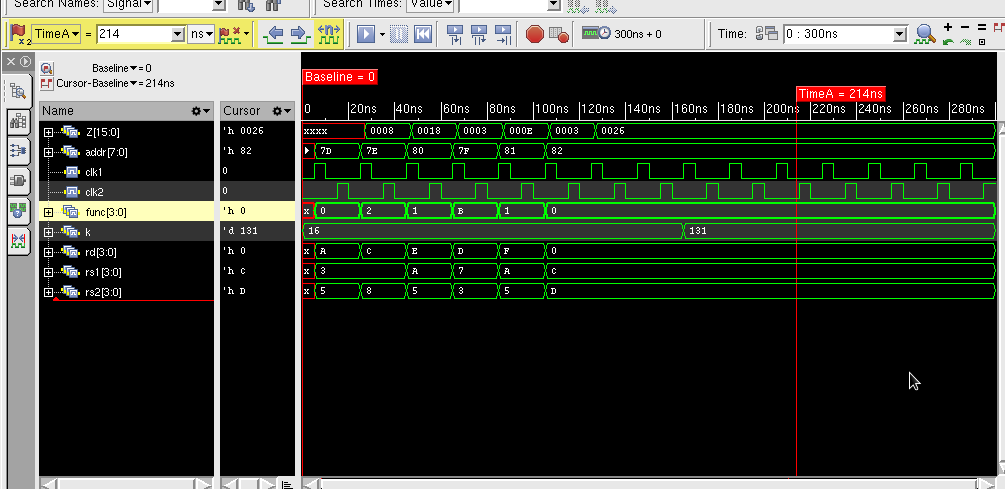 Search Names: Signal Search Times: Value
x2 TimeA = 214 ns 300ns + 0 Time: 0 : 300ns
Baseline = 0
Cursor-Baseline = 214ns
Baseline = 0
TimeA = 214ns
Name Cursor 0 20ns 40ns 60ns 80ns 100ns 120ns 140ns 160ns 180ns 200ns 220ns 240ns 260ns 280ns
Z[15:0] 'h 0026 xxxx 0008 0018 0003 000E 0003 0026
addr[7:0] 'h 82 7D 7E 80 7F 81 82
clk1 0
clk2 0
func[3:0] 'h 0 x 0 2 1 B 1 0
k 'd 131 16 131
rd[3:0] 'h 0 x A C E D F 0
rs1[3:0] 'h C x 3 A 7 A C
rs2[3:0] 'h D x 5 8 5 3 5 D